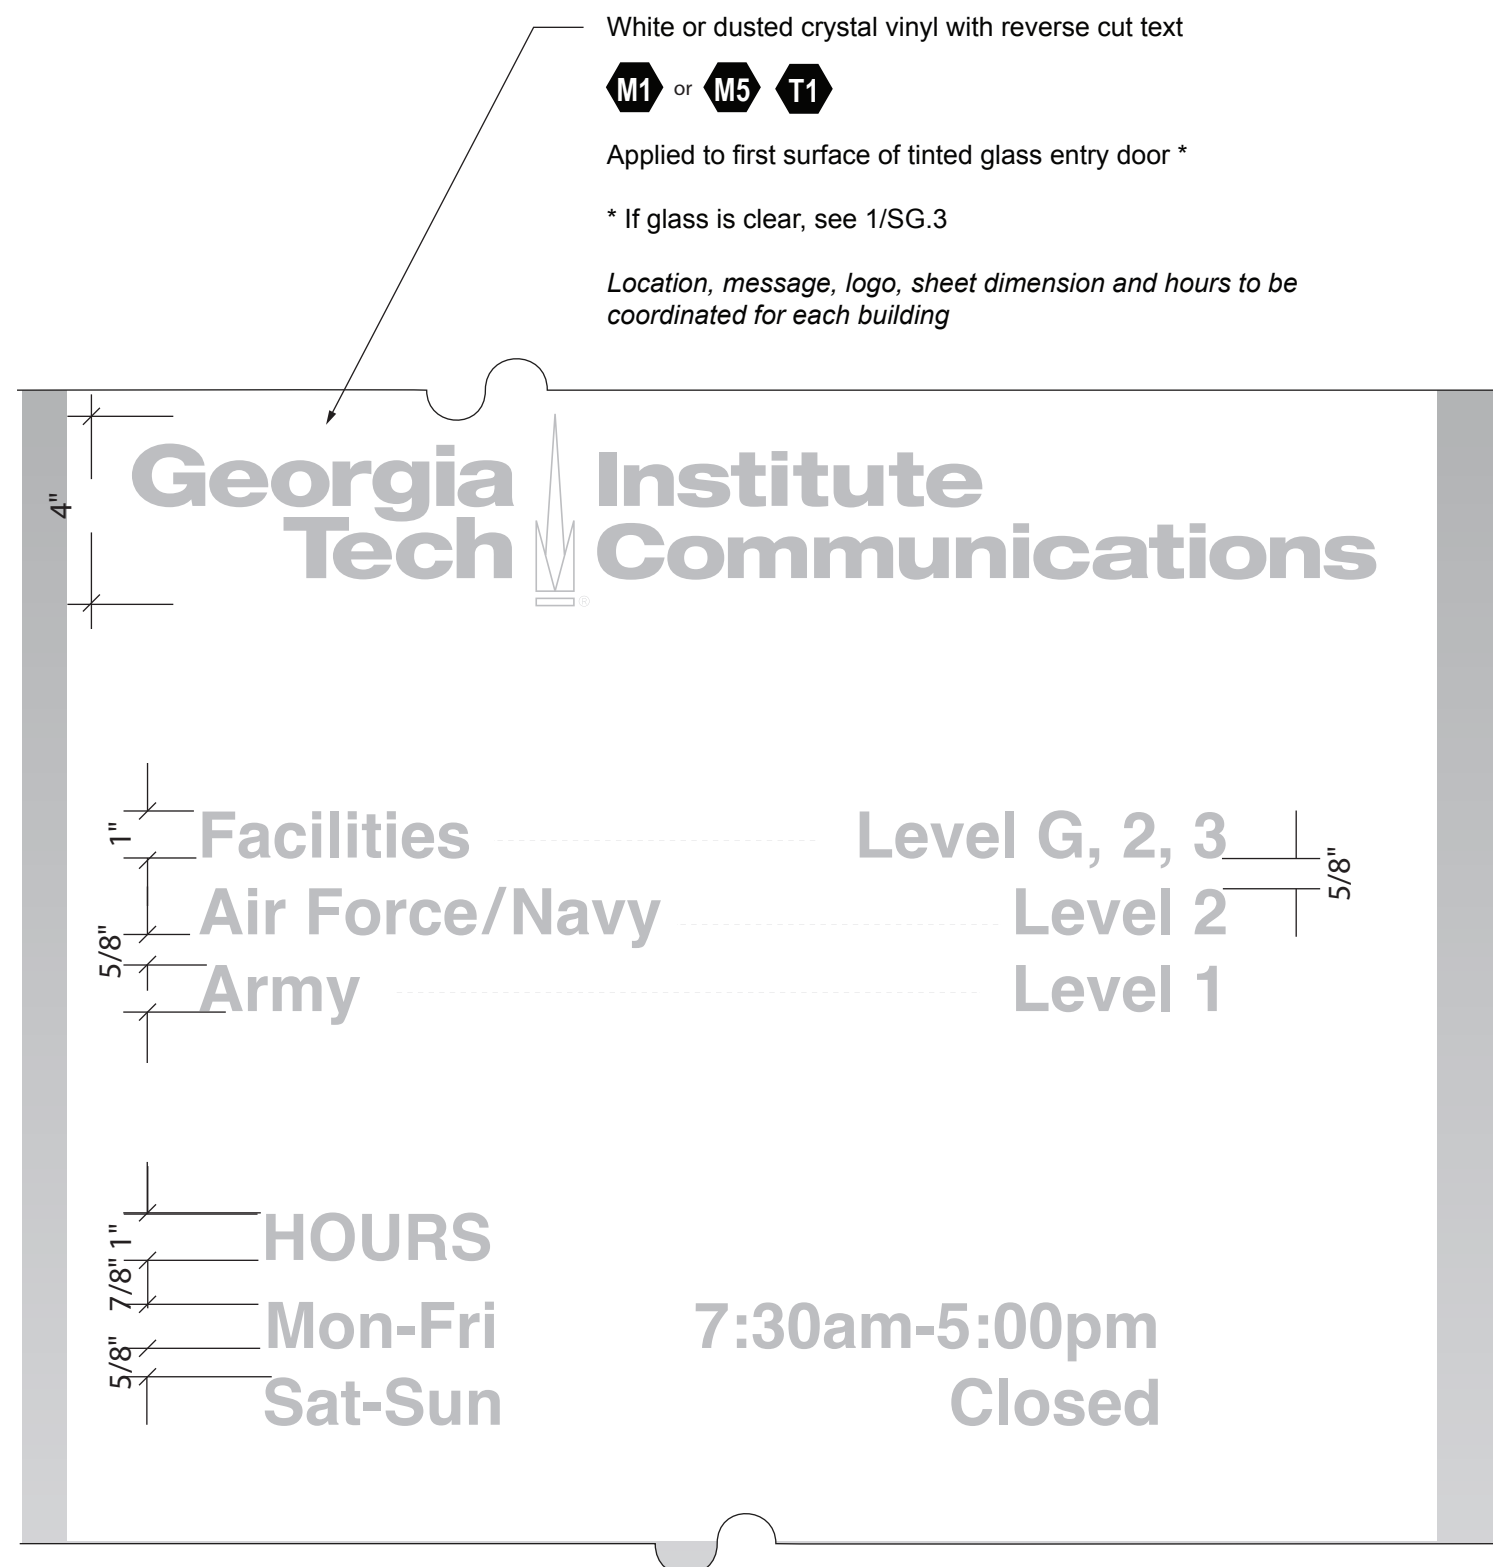 White or dusted crystal vinyl with reverse cut text
M1 or M5 T1
Applied to first surface of tinted glass entry door *
* If glass is clear, see 1/SG.3
Location, message, logo, sheet dimension and hours to be
coordinated for each building
4"
Georgia Institute
Tech Communications
®
1"
Facilities Level G, 2, 3
5/8"
Air Force/Navy Level 2
5/8"
Army Level 1
1"
HOURS
7/8"
Mon-Fri 7:30am-5:00pm
5/8"
Sat-Sun Closed